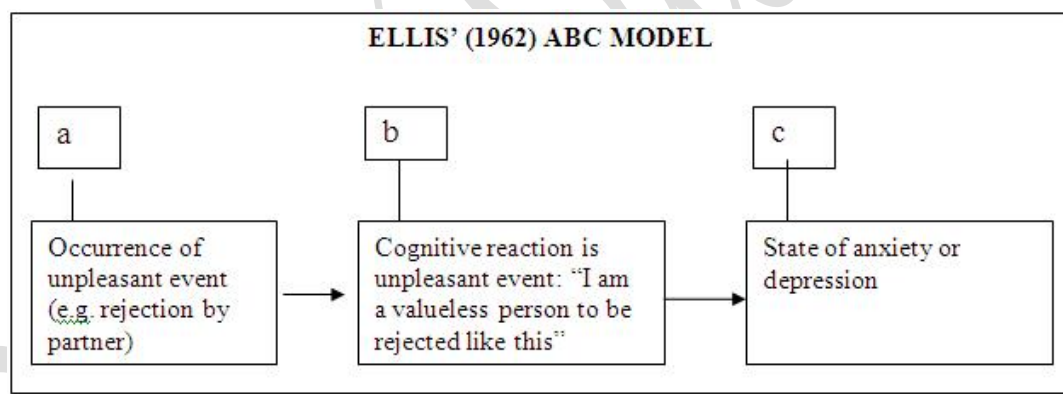 ELLIS’ (1962) ABC MODEL
a
b
c
Occurrence of
unpleasant event
(e.g. rejection by
partner)
Cognitive reaction is
unpleasant event: “I am
a valueless person to be
rejected like this”
State of anxiety or
depression